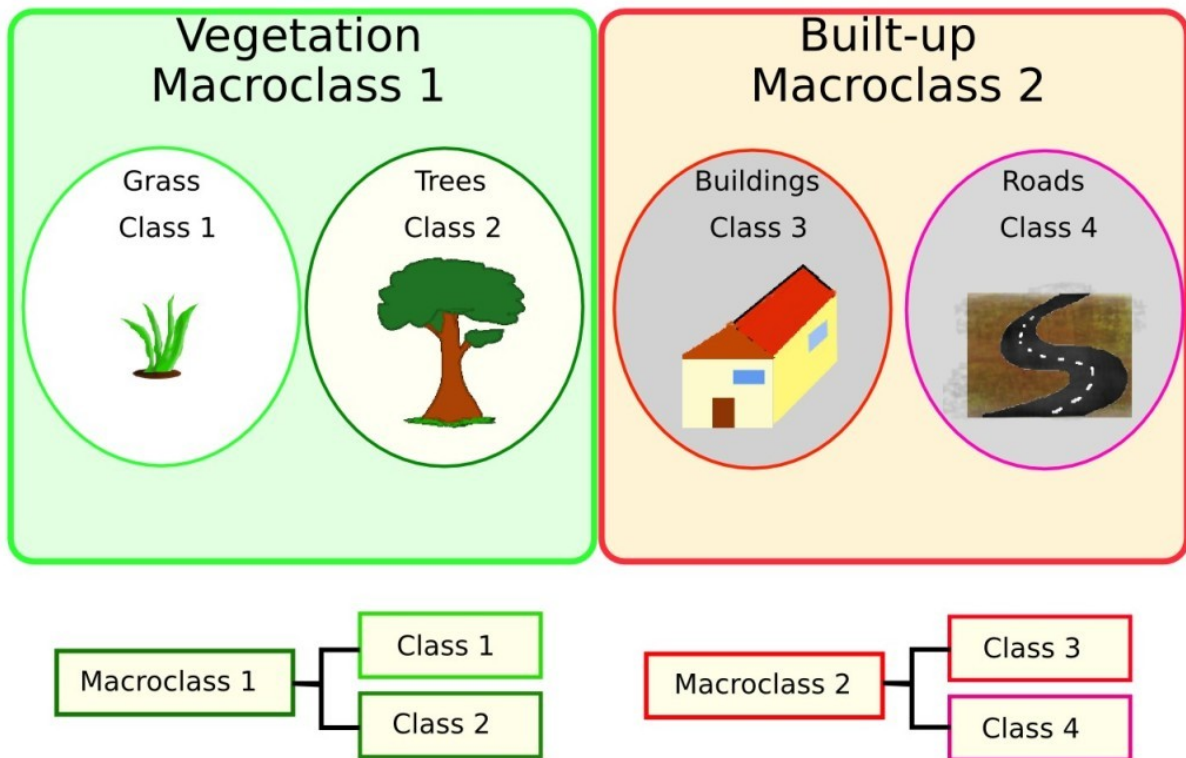 Vegetation
Macroclass 1
Built-up
Macroclass 2
Grass
Class 1
Trees
Class 2
Buildings
Class 3
Roads
Class 4
Macroclass 1
Class 1
Class 2
Macroclass 2
Class 3
Class 4